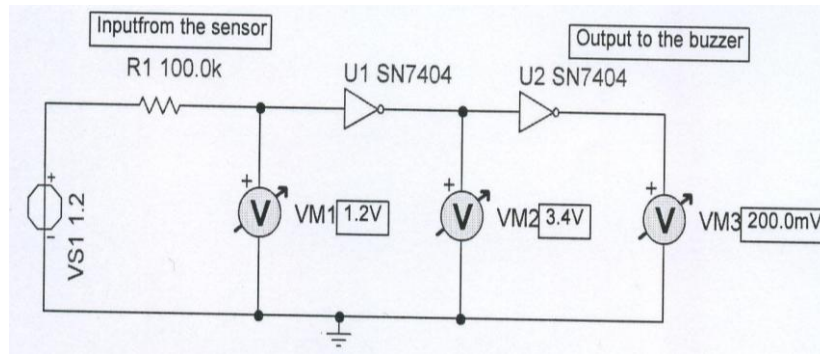 Inputfrom the sensor
Output to the buzzer
R1 100.0k
U1 SN7404
U2 SN7404
+
VS1 1.2
-
+
V
VM1 1.2V
+
V
VM2 3.4V
+
V
VM3 200.0mV